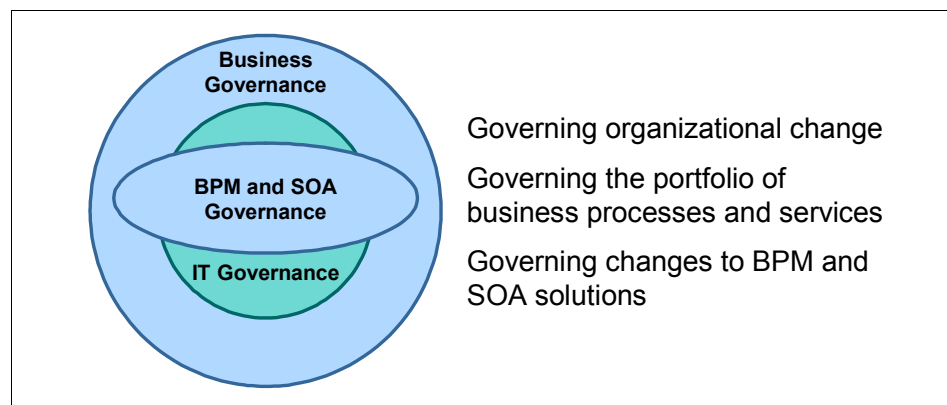 Business
Governance
BPM and SOA
Governance
IT Governance
Governing organizational change
Governing the portfolio of
business processes and services
Governing changes to BPM and
SOA solutions